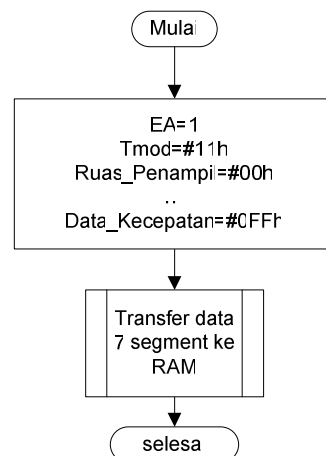 Mulai
EA=1
Tmod=#11h
Ruas_Penampil=#00h
..
Data_Kecepatan=#0FFh
Transfer data
7 segment ke
RAM
selesa